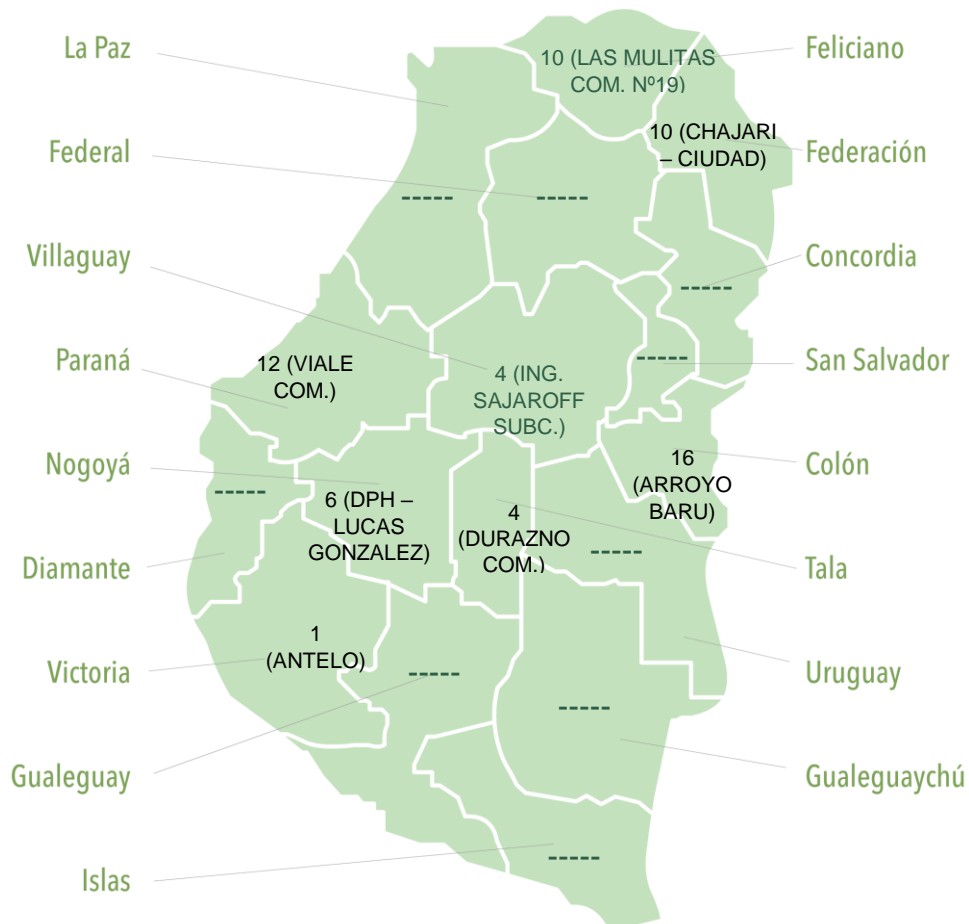 La Paz
Feliciano
10 (LAS MULITAS
COM. Nº19)
10 (CHAJARI
– CIUDAD)
Federal
Federación
-----
-----
Villaguay
Concordia
-----
Paraná
12 (VIALE
COM.)
4 (ING.
SAJAROFF
SUBC.)
-----
San Salvador
Nogoyá
6 (DPH –
LUCAS
GONZALEZ)
16
(ARROYO
BARU)
Colón
-----
4
(DURAZNO
COM.)
-----
Diamante
Tala
1
(ANTELO)
Victoria
Uruguay
-----
-----
Gualeguay
Gualeguaychú
-----
Islas